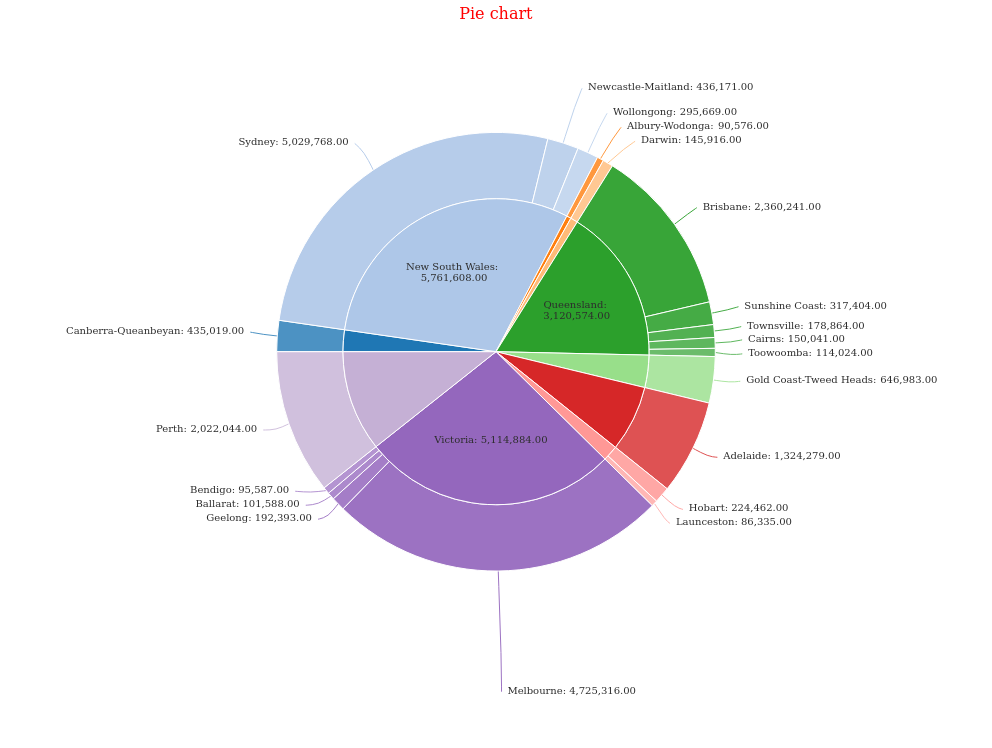 Pie chart
Newcastle-Maitland: 436,171.00
Wollongong: 295,669.00
Albury-Wodonga: 90,576.00
Darwin: 145,916.00
Sydney: 5,029,768.00
Brisbane: 2,360,241.00
New South Wales:
5,761,608.00
Queensland:
3,120,574.00
Sunshine Coast: 317,404.00
Townsville: 178,864.00
Canberra-Queanbeyan: 435,019.00
Cairns: 150,041.00
Toowoomba: 114,024.00
Gold Coast-Tweed Heads: 646,983.00
Perth: 2,022,044.00
Victoria: 5,114,884.00
Adelaide: 1,324,279.00
Bendigo: 95,587.00
Ballarat: 101,588.00
Hobart: 224,462.00
Geelong: 192,393.00
Launceston: 86,335.00
Melbourne: 4,725,316.00